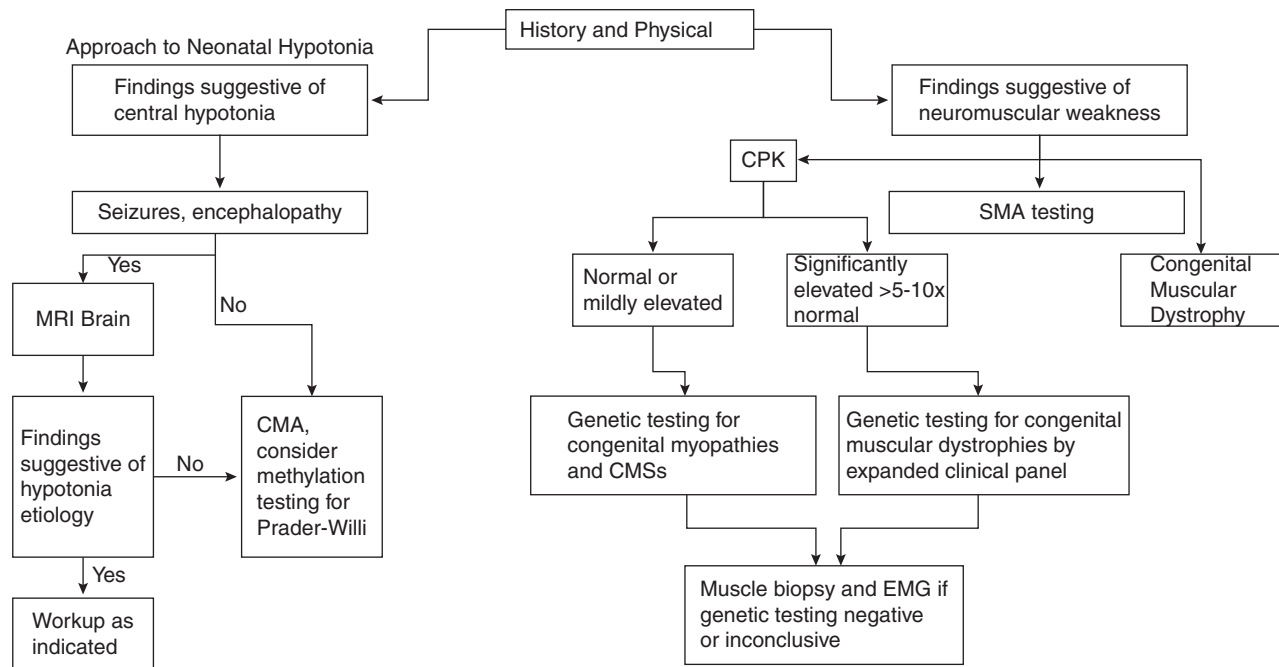 History and Physical
Approach to Neonatal Hypotonia
Findings suggestive of
central hypotonia
Findings suggestive of
neuromuscular weakness
CPK
Seizures, encephalopathy
SMA testing
Yes
No
MRI Brain
Normal or
mildly elevated
Significantly
elevated >5-10x
normal
Congenital
Muscular
Dystrophy
Findings
suggestive of
hypotonia
etiology
No
CMA,
consider
methylation
testing for
Prader-Willi
Genetic testing for
congenital myopathies
and CMSs
Genetic testing for congenital
muscular dystrophies by
expanded clinical panel
Yes
Workup as
indicated
Muscle biopsy and EMG if
genetic testing negative
or inconclusive